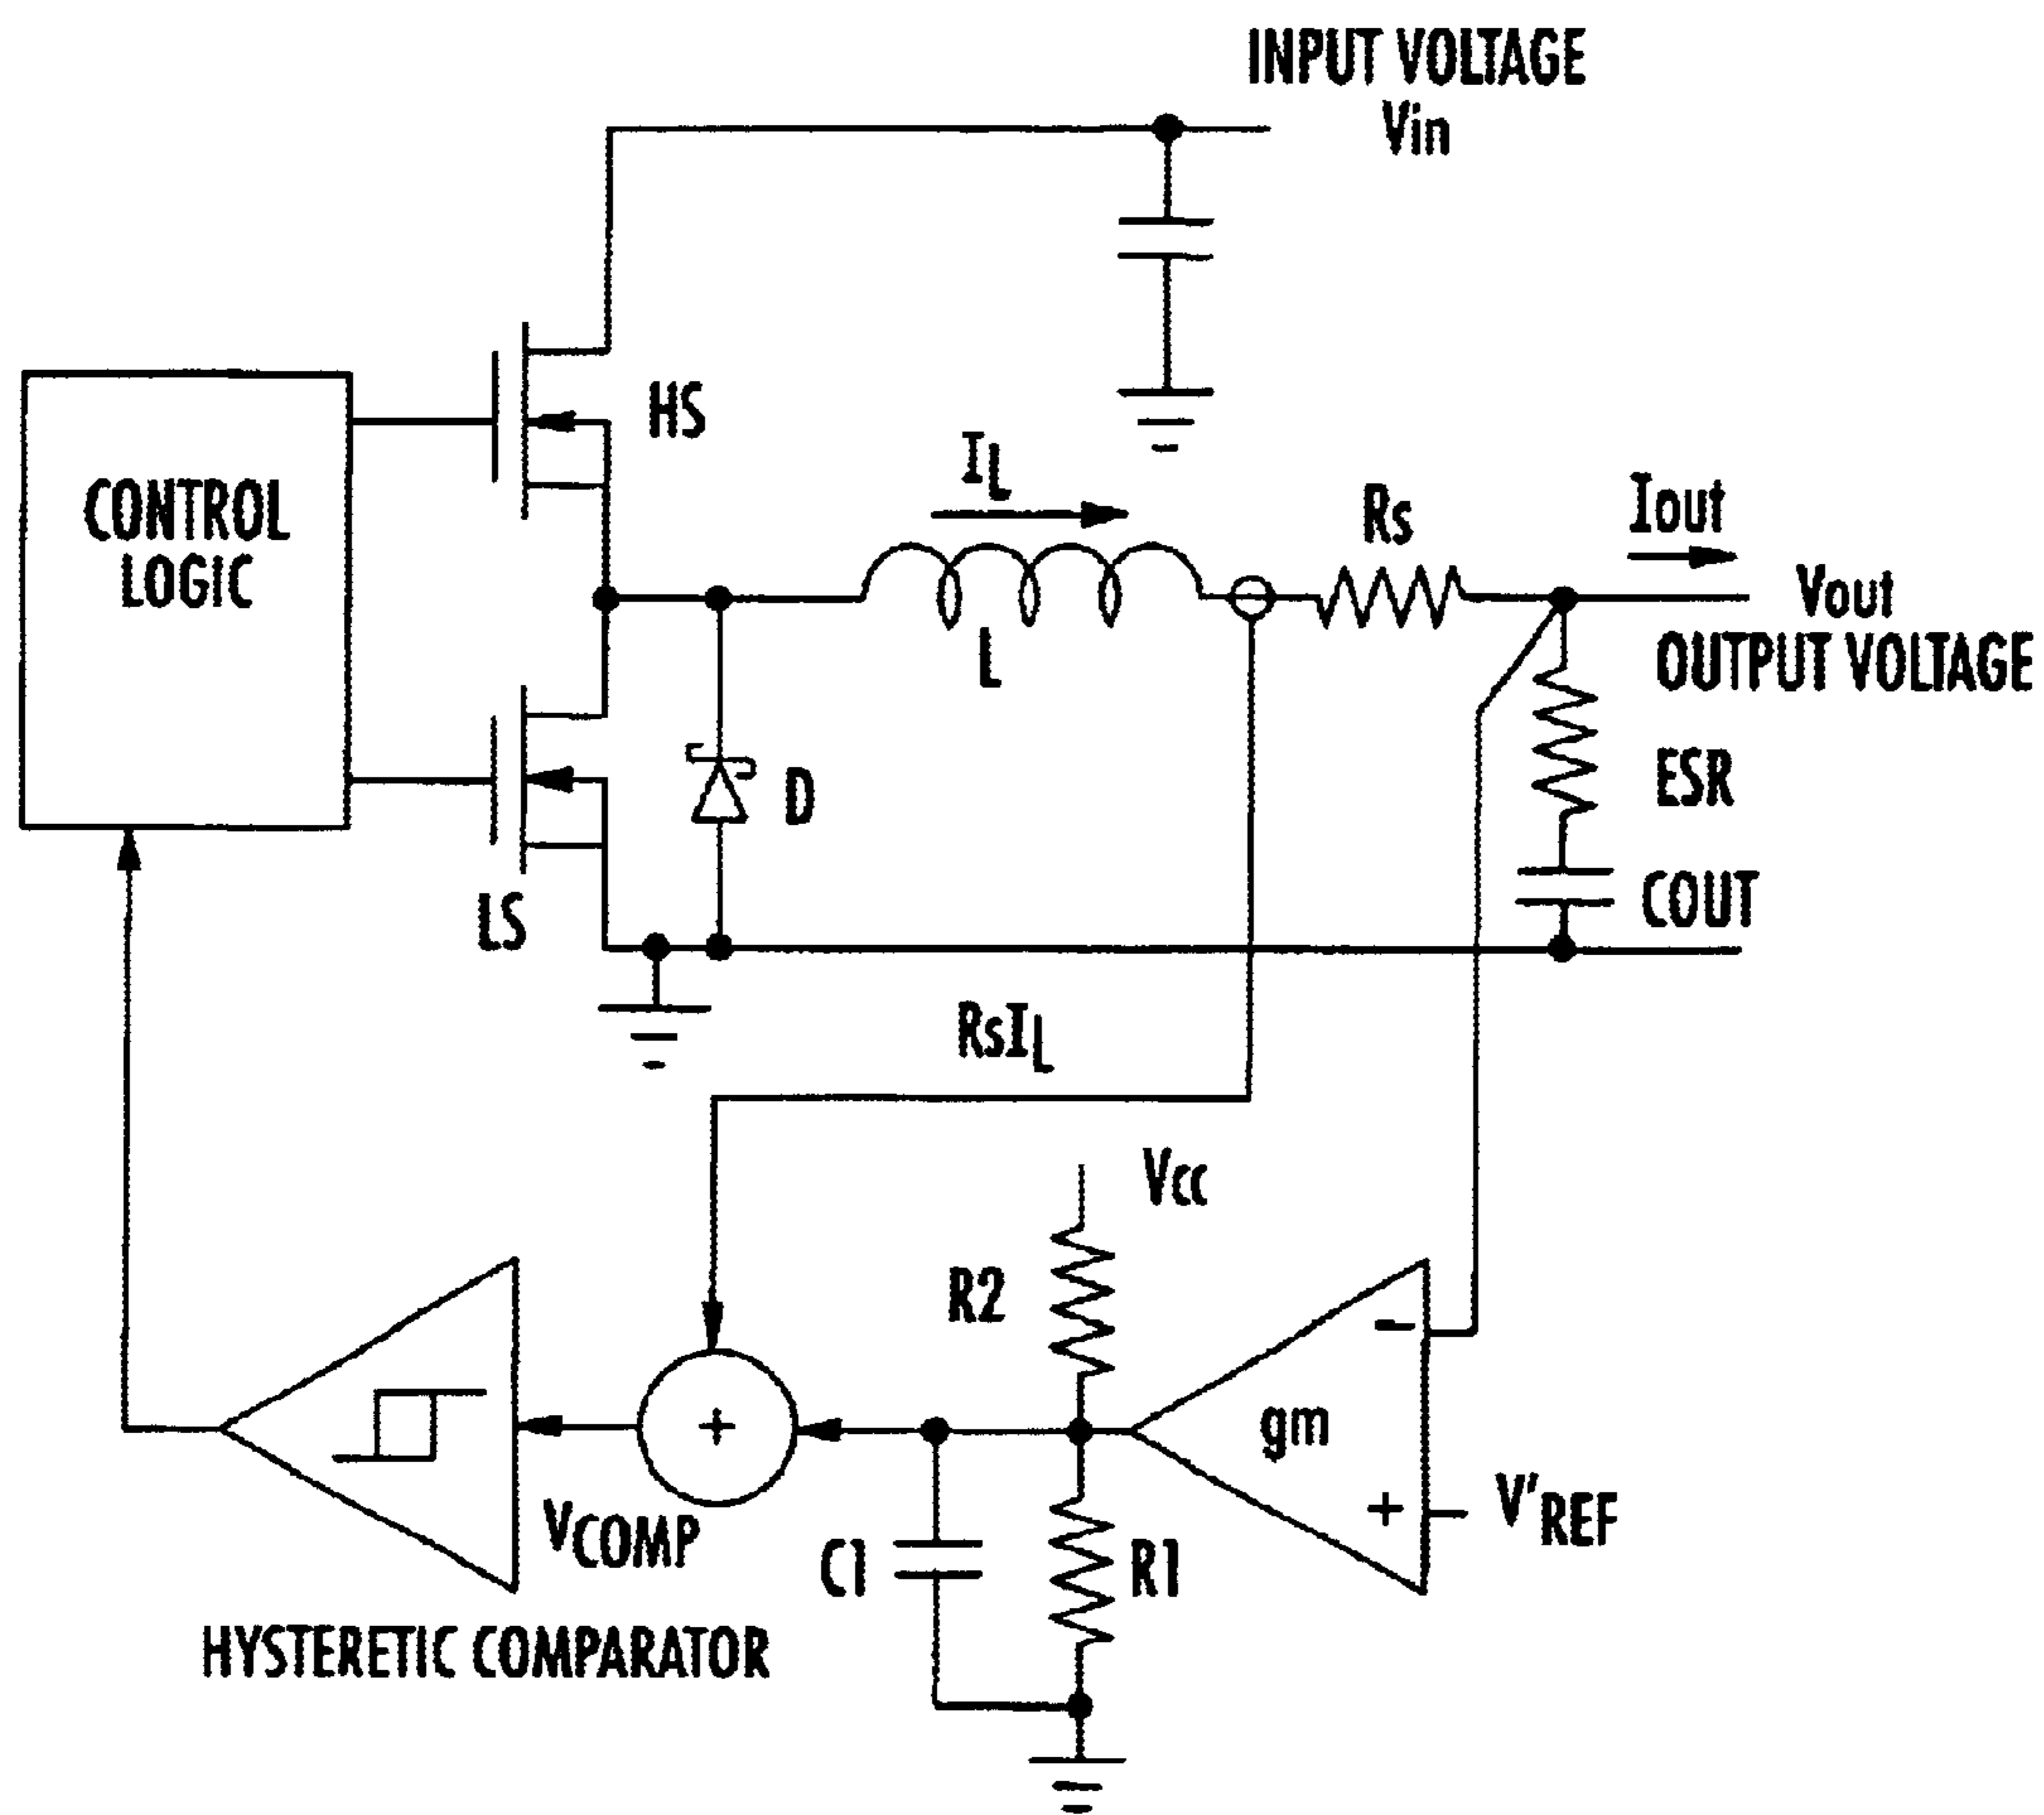 INPUT VOLTAGE
Vin
HS
CONTROL
LOGIC
IL
Rs
Iout
Vout
OUTPUT VOLTAGE
L
D
ESR
COUT
LS
RsIL
Vcc
R2
-
gm
+
+
V'REF
VCOMP
C1
R1
HYSTERETIC COMPARATOR